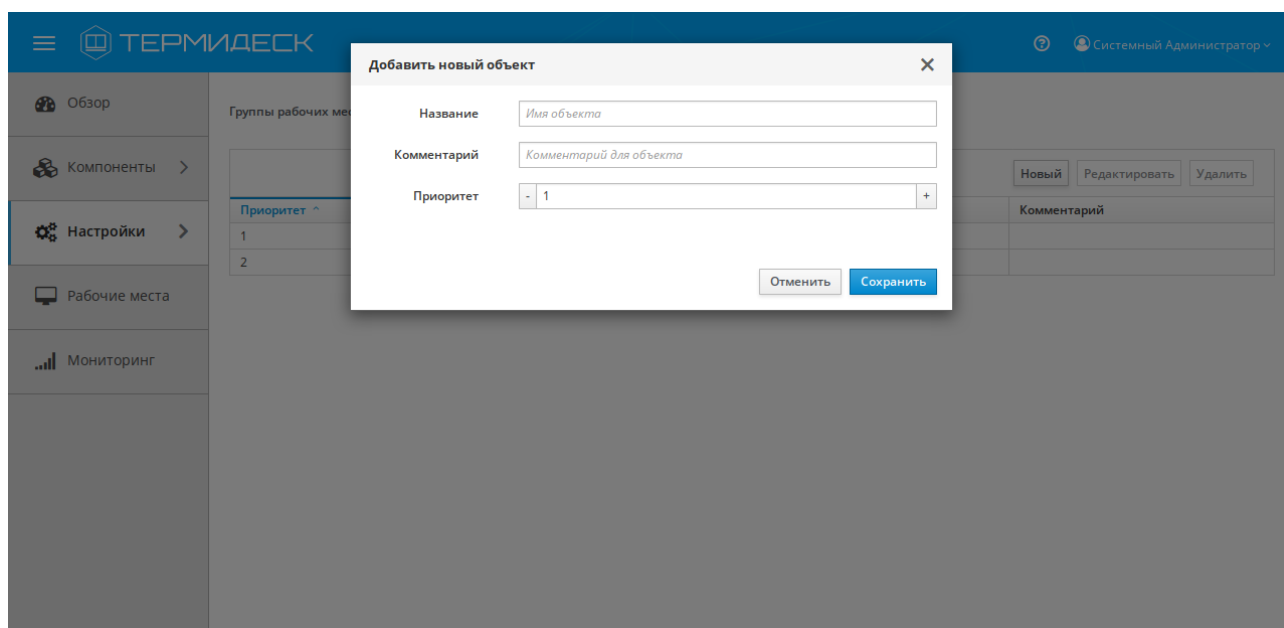 ТЕРМИДЕСК
Системный Администратор
Добавить новый объект
Обзор
Группы рабочих
Название
Имя объекта
Компоненты
Комментарий
Комментарий для объекта
Новый Редактировать Удалить
Приоритет
- 1 +
Приоритет
Комментарий
Настройки
1
2
Отменить Сохранить
Рабочие места
Мониторинг